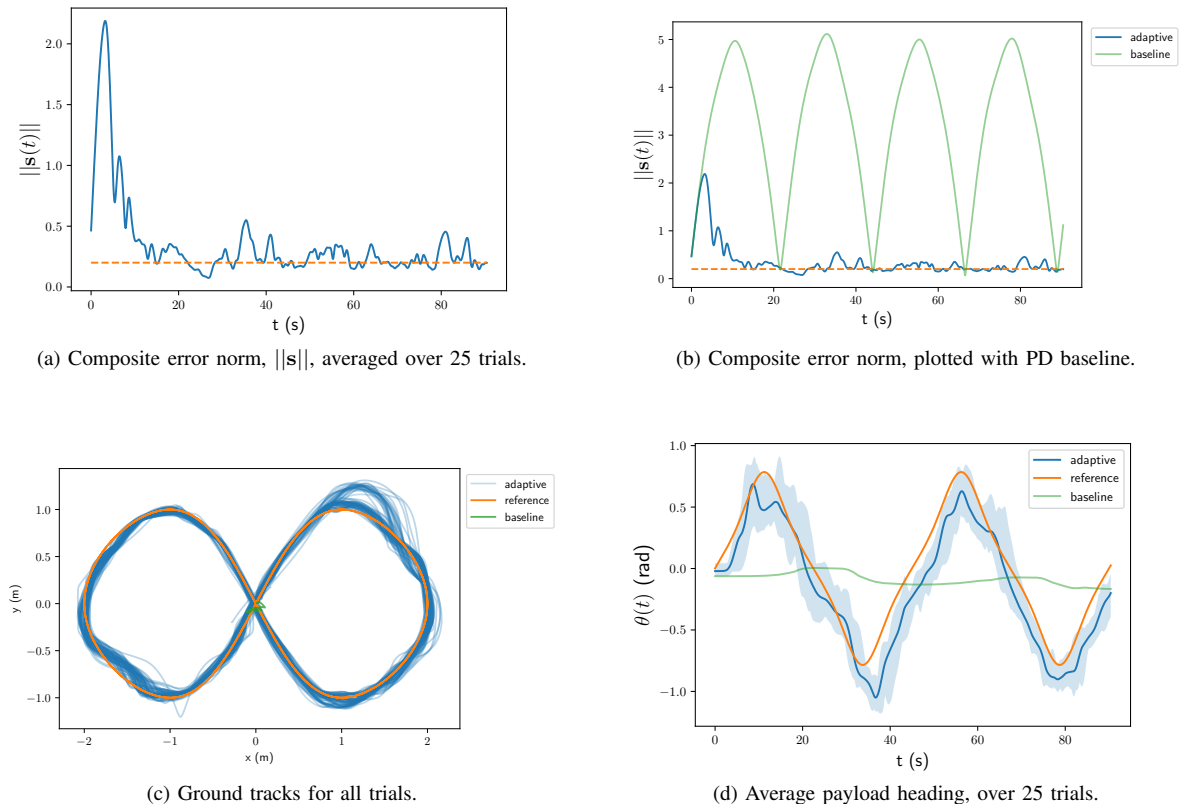 2.0
1.5
1.0
0.5
0.0
||s(t)||
0 20 40 60 80
t (s)
(a) Composite error norm, ||s||, averaged over 25 trials.
5
4
3
2
1
0
||s(t)||
0 20 40 60 80
t (s)
adaptive
baseline
(b) Composite error norm, plotted with PD baseline.
1.0
0.5
0.0
−0.5
−1.0
y (m)
−2 −1 0 1 2
x (m)
adaptive
reference
baseline
(c) Ground tracks for all trials.
1.0
0.5
0.0
−0.5
−1.0
θ(t) (rad)
0 20 40 60 80
t (s)
adaptive
reference
baseline
(d) Average payload heading, over 25 trials.